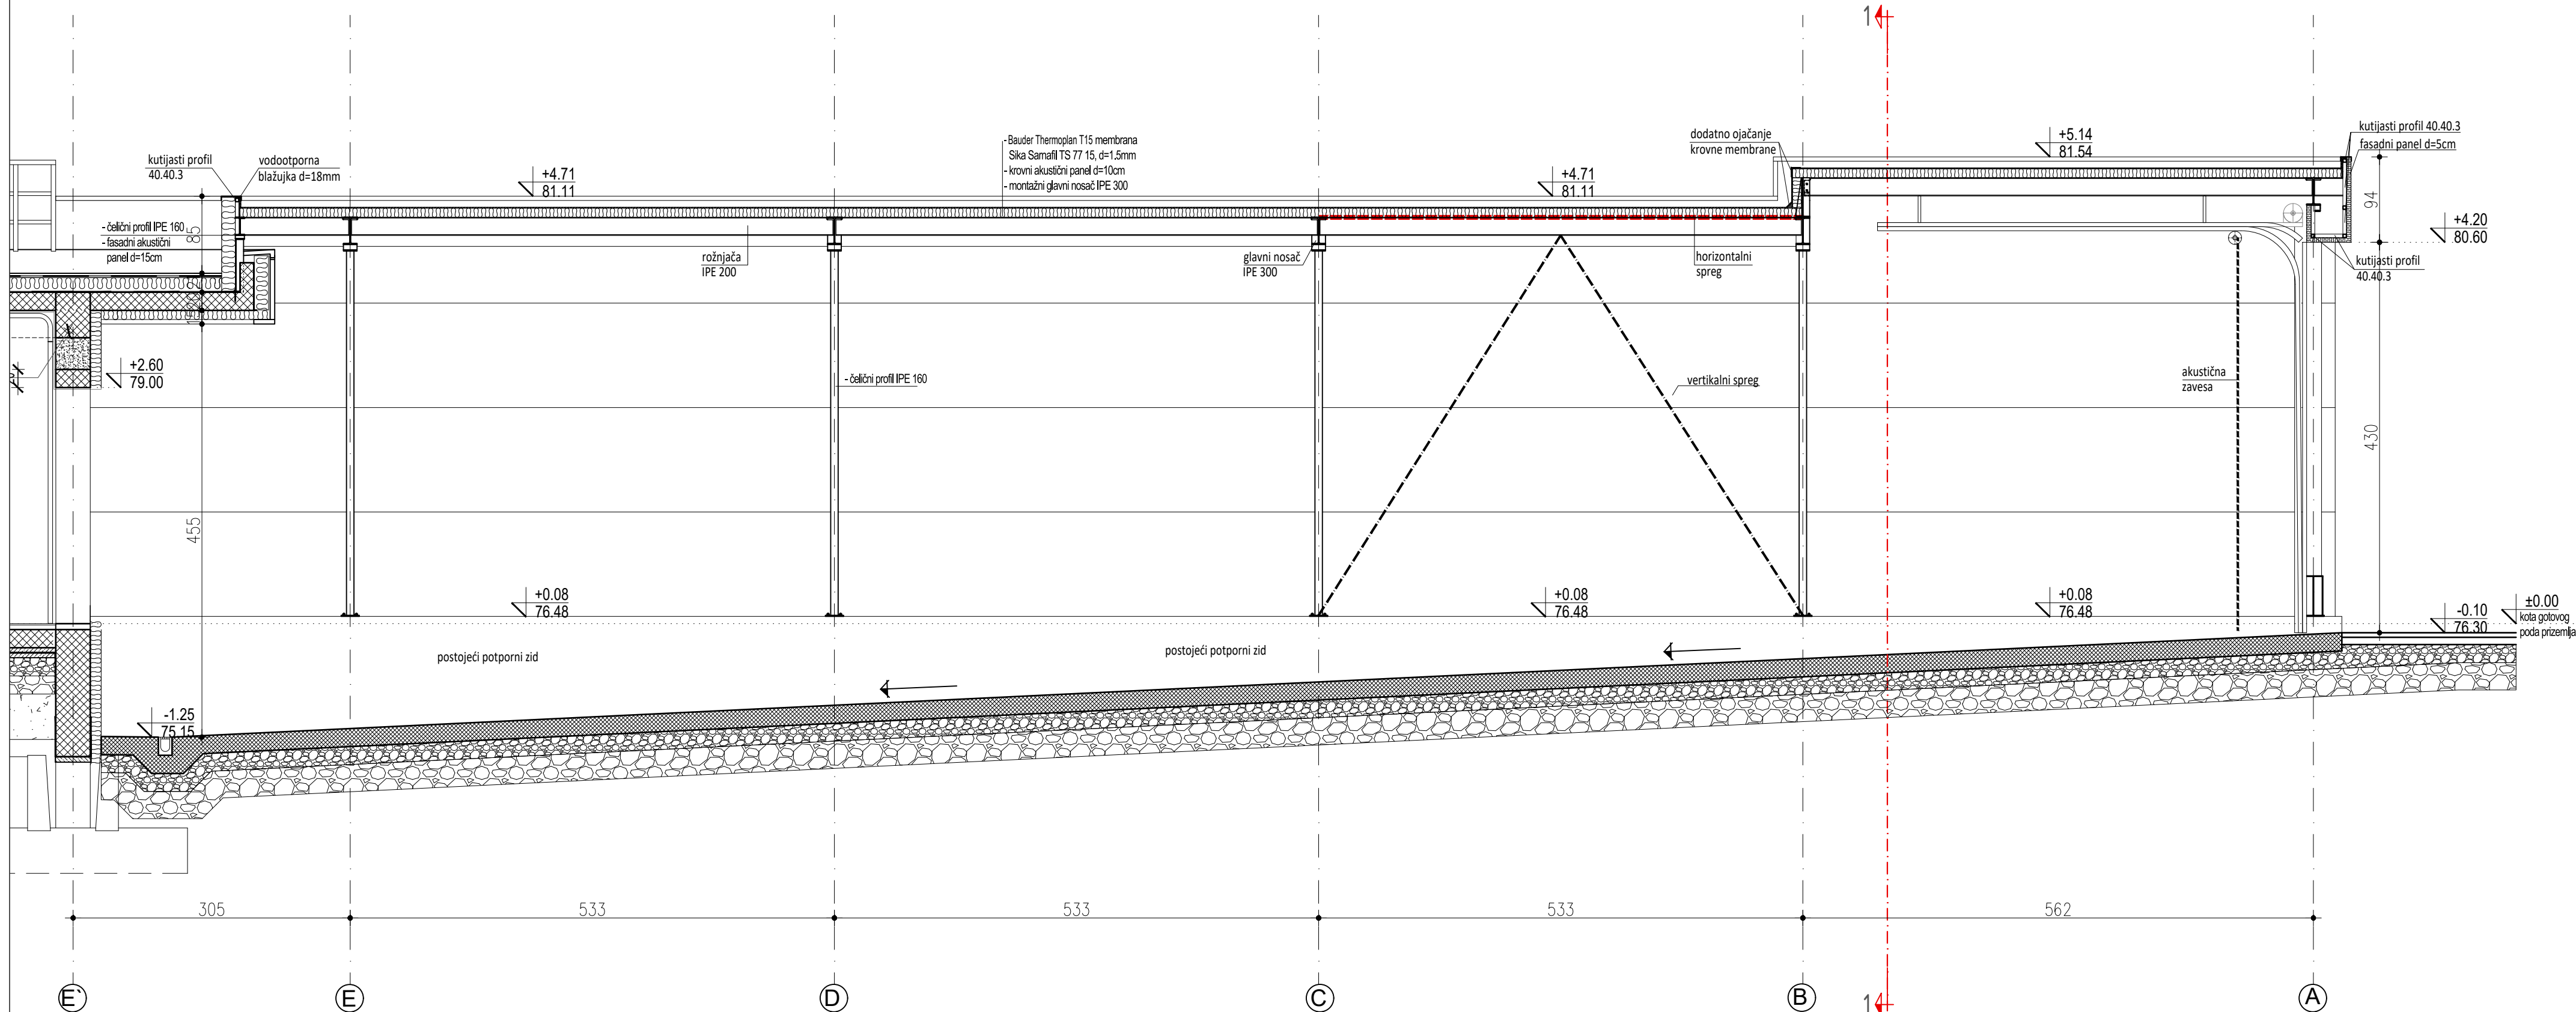 1
kutijasti profil
40.40.3
vodootporna
blažujka d=18mm
+4.71
81.11
- Bauder Thermoplan T15 membrana
Sika Sarnafil TS 77 15, d=1.5mm
- krovni akustični panel d=10cm
- montažni glavni nosač IPE 300
+4.71
81.11
dodatno ojačanje
krovne membrane
+5.14
81.54
kutijasti profil 40.40.3
fasadni panel d=5cm
94
- čelični profil IPE 160
- fasadni akustični
panel d=15cm
85
rožnjača
IPE 200
glavni nosač
IPE 300
horizontalni
spreg
+4.20
80.60
kutijasti profil
40.40.3
+2.60
79.00
- čelični profil IPE 160
vertikalni spreg
akustična
zavesa
430
455
+0.08
76.48
+0.08
76.48
+0.08
76.48
-0.10
76.30
±0.00
kota gotovog
poda prizemlja
postojeći potporni zid
postojeći potporni zid
-1.25
75.15
305
533
533
533
562
E`
E
D
C
B
1
A